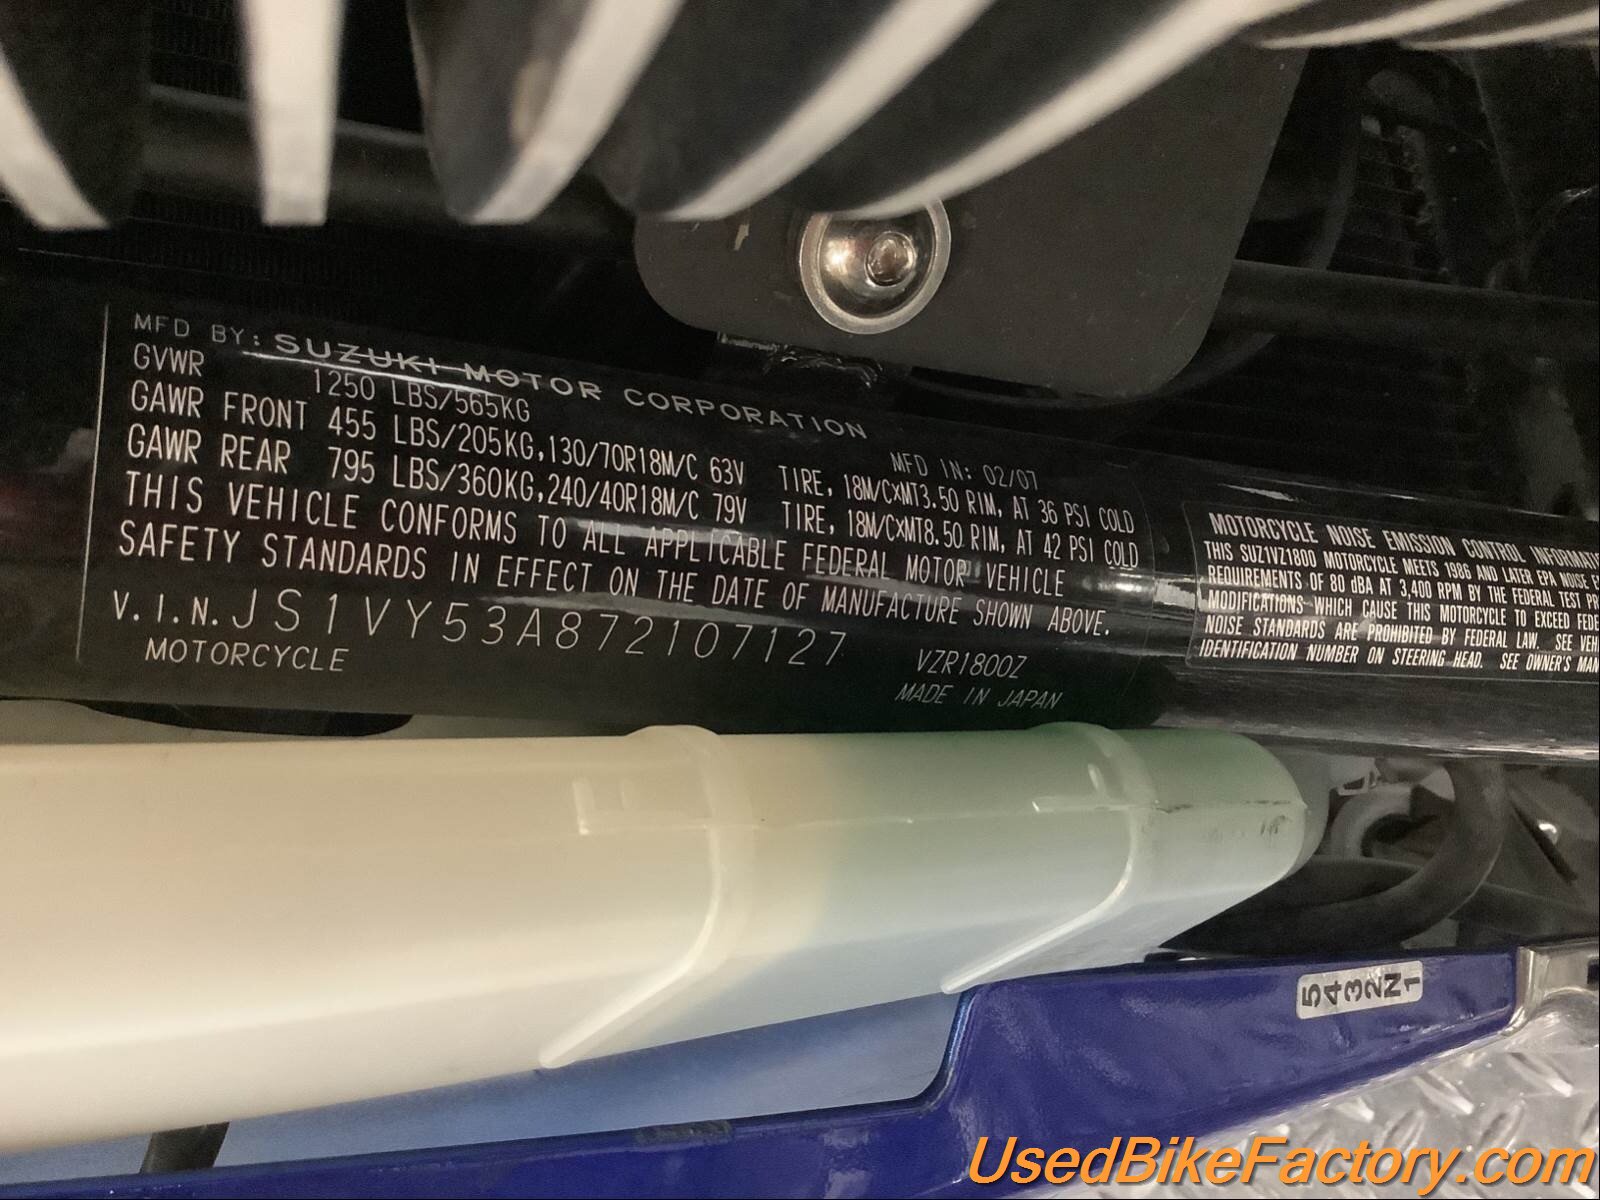 MFD BY: SUZUKI MOTOR CORPORATION
MFD IN: 02/07
GVWR 1250 LBS/565KG
GAWR FRONT 455 LBS/205KG,130/70R18M/C 63V TIRE, 18M/CxMT3.50 RIM, AT 36 PSI COLD
GAWR REAR 795 LBS/360KG,240/40R18M/C 79V TIRE, 18M/CxMT8.50 RIM, AT 42 PSI COLD
THIS VEHICLE CONFORMS TO ALL APPLICABLE FEDERAL MOTOR VEHICLE
SAFETY STANDARDS IN EFFECT ON THE DATE OF MANUFACTURE SHOWN ABOVE.
V.I.N. JS1VY53A872107127
VZR1800Z
MOTORCYCLE
MADE IN JAPAN
MOTORCYCLE NOISE EMISSION CONTROL INFORMATI
THIS SUZ1VZ1800 MOTORCYCLE MEETS 1986 AND LATER EPA NOISE E
REQUIREMENTS OF 80 dBA AT 3,400 RPM BY THE FEDERAL TEST PR
MODIFICATIONS WHICH CAUSE THIS MOTORCYCLE TO EXCEED FEDE
NOISE STANDARDS ARE PROHIBITED BY FEDERAL LAW. SEE VEHI
IDENTIFICATION NUMBER ON STEERING HEAD. SEE OWNER'S MAN
5432N1
UsedBikeFactory.com